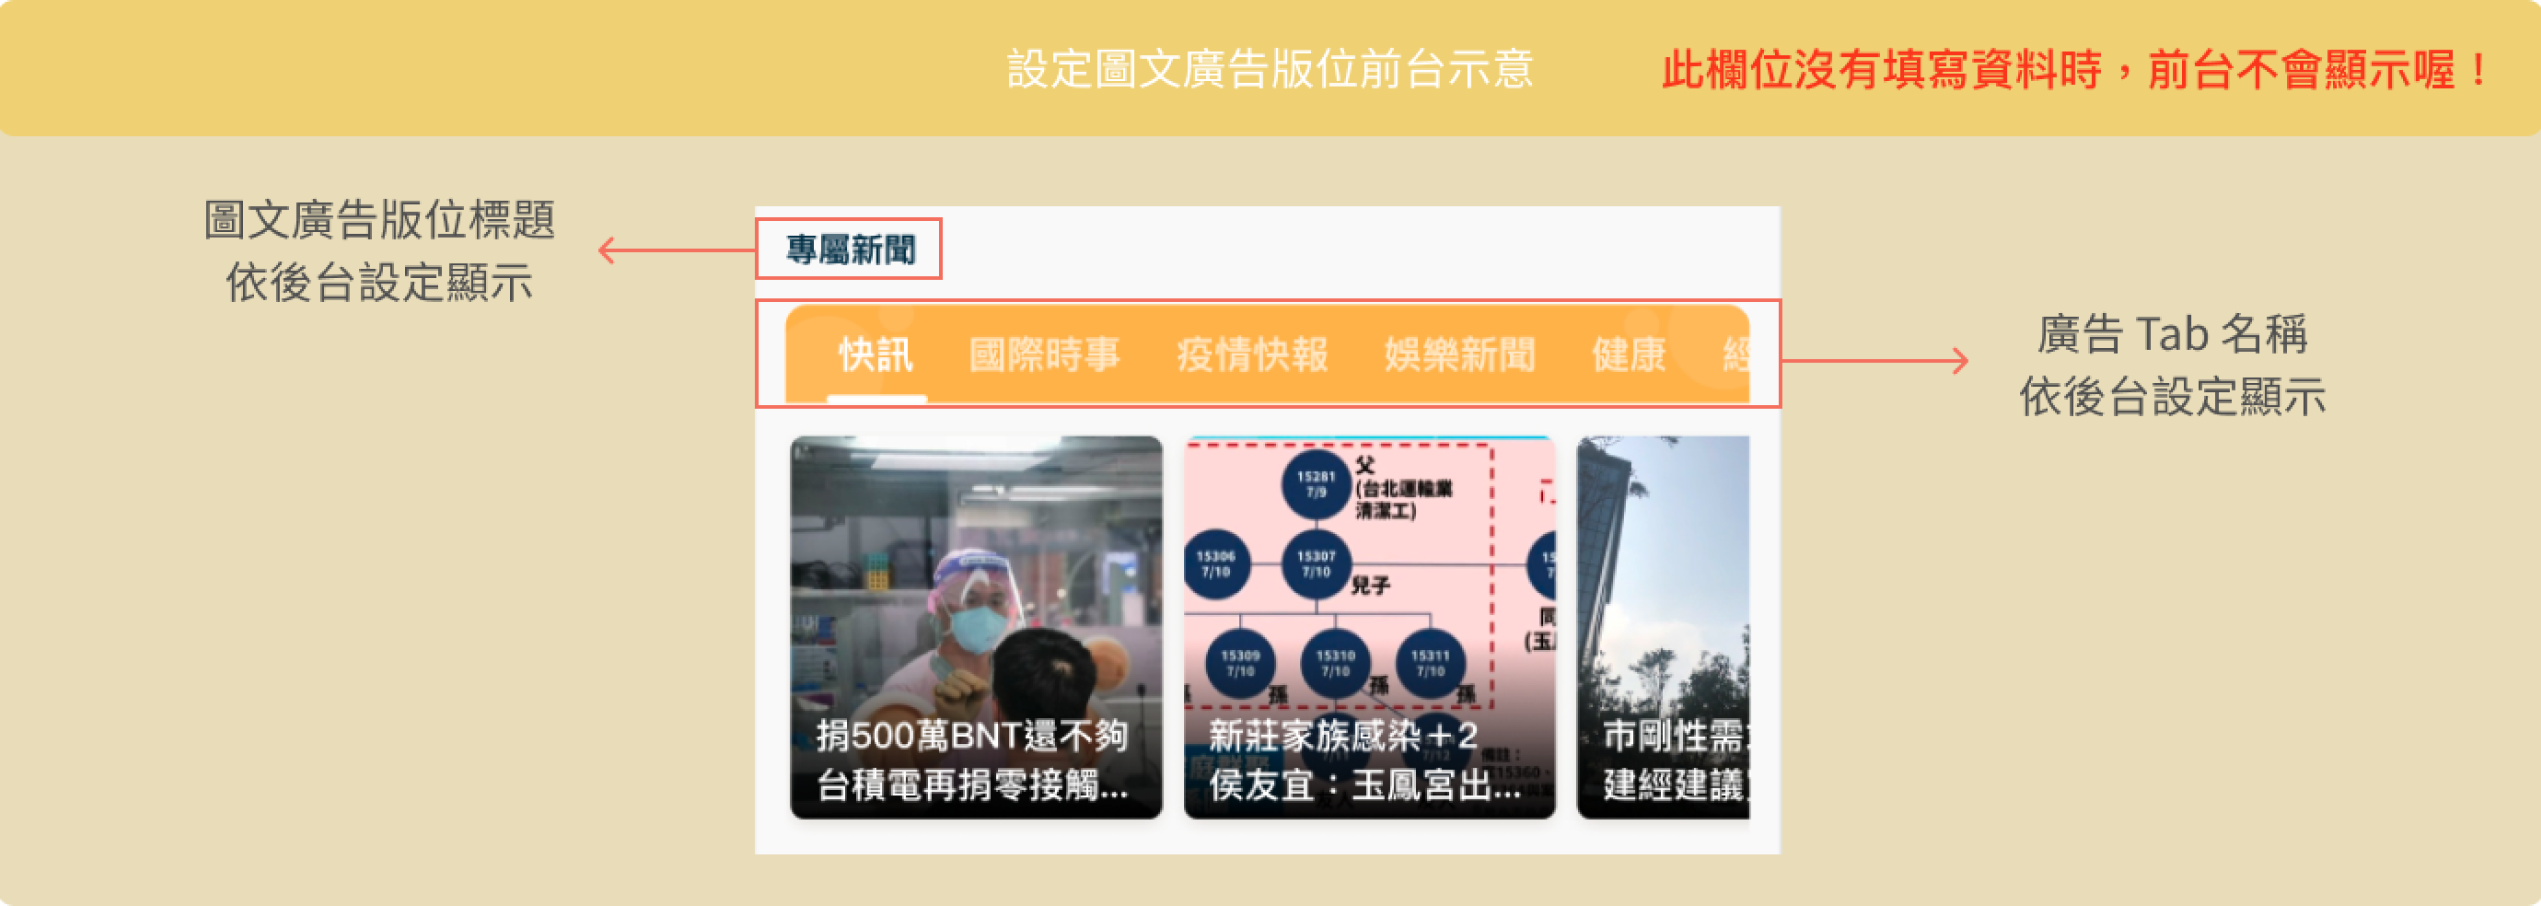 設定圖文廣告版位前台示意
此欄位沒有填寫資料時，前台不會顯示喔！
圖文廣告版位標題
依後台設定顯示
專屬新聞
快訊 國際時事 疫情快報 娛樂新聞 健康 經
廣告 Tab 名稱
依後台設定顯示
捐500萬BNT還不夠
台積電再捐零接觸...
15281
7/9
父
(台北運輸業
清潔工)
15306
7/10
15307
7/10
兒子
15309
7/10
孫
15310
7/10
孫
15311
7/10
孫
同
(玉
備註：
新莊家族感染＋2
侯友宜：玉鳳宮出...
市剛性需
建經建議